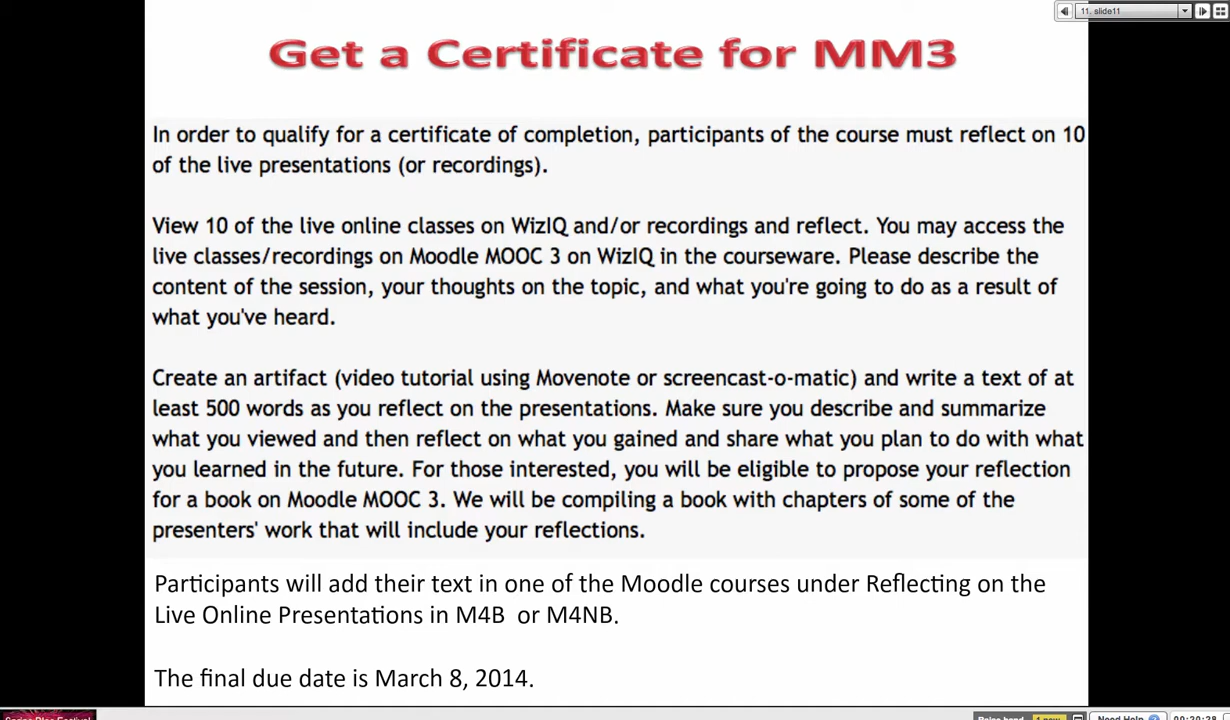 11. slide11
Get a Certificate for MM3
In order to qualify for a certificate of completion, participants of the course must reflect on 10
of the live presentations (or recordings).
View 10 of the live online classes on WizIQ and/or recordings and reflect. You may access the
live classes/recordings on Moodle MOOC 3 on WizIQ in the courseware. Please describe the
content of the session, your thoughts on the topic, and what you're going to do as a result of
what you've heard.
Create an artifact (video tutorial using Movenote or screencast-o-matic) and write a text of at
least 500 words as you reflect on the presentations. Make sure you describe and summarize
what you viewed and then reflect on what you gained and share what you plan to do with what
you learned in the future. For those interested, you will be eligible to propose your reflection
for a book on Moodle MOOC 3. We will be compiling a book with chapters of some of the
presenters' work that will include your reflections.
Participants will add their text in one of the Moodle courses under Reflecting on the
Live Online Presentations in M4B or M4NB.
The final due date is March 8, 2014.
Need Help